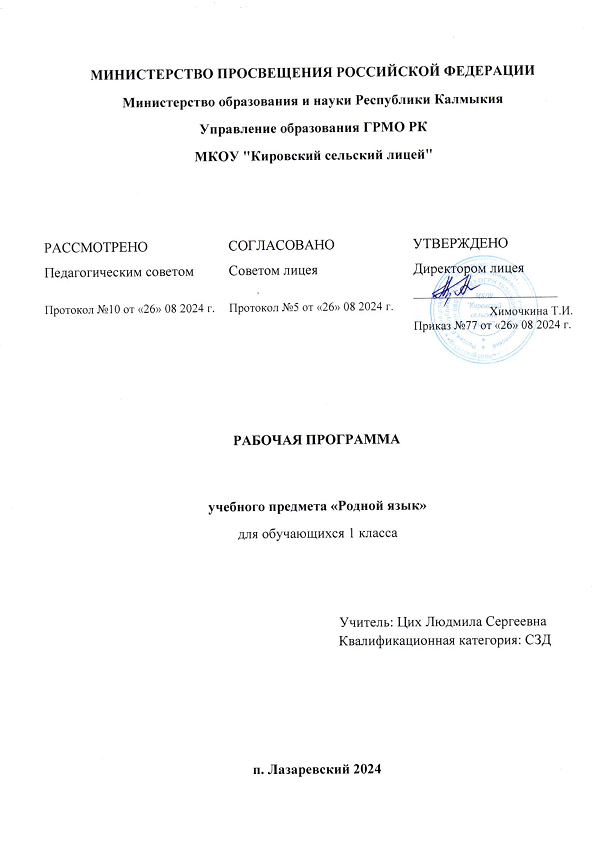 МИНИСТЕРСТВО ПРОСВЕЩЕНИЯ РОССИЙСКОЙ ФЕДЕРАЦИИ
Министерство образования и науки Республики Калмыкия
Управление образования ГРМО РК
МКОУ "Кировский сельский лицей"
РАССМОТРЕНО
Педагогическим советом
Протокол №10 от «26» 08 2024 г.
СОГЛАСОВАНО
Советом лицея
Протокол №5 от «26» 08 2024 г.
УТВЕРЖДЕНО
Директором лицея
Химочкина Т.И.
Приказ №77 от «26» 08 2024 г.
РАБОЧАЯ ПРОГРАММА
учебного предмета «Родной язык»
для обучающихся 1 класса
Учитель: Цих Людмила Сергеевна
Квалификационная категория: СЗД
п. Лазаревский 2024